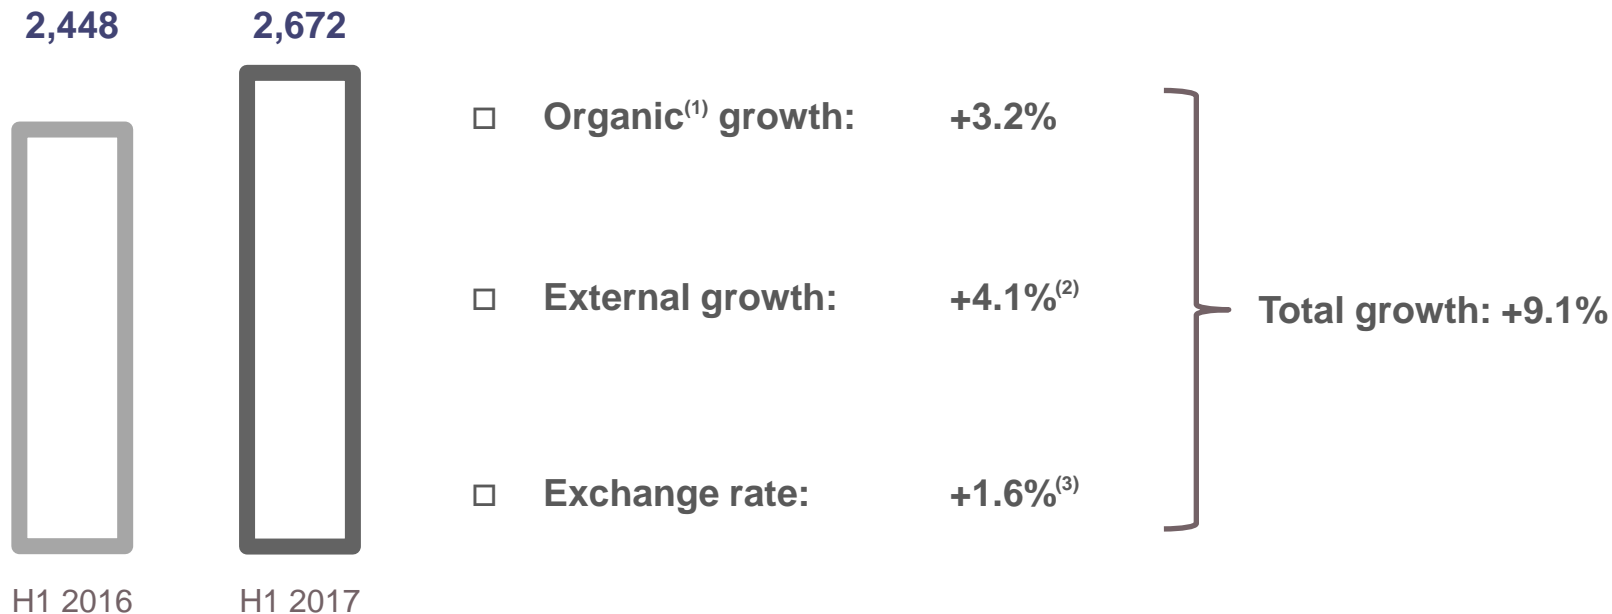 2,448 2,672
□ Organic(1) growth: +3.2%
□ External growth: +4.1%(2)
Total growth: +9.1%
□ Exchange rate: +1.6%(3)
H1 2016 H1 2017